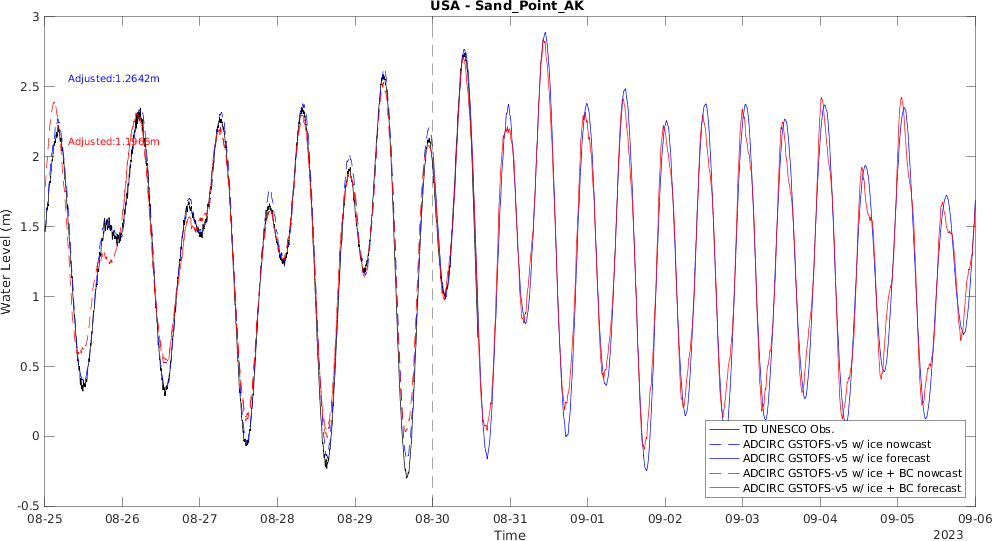 USA - Sand_Point_AK
3
2.5
2
1.5
1
0.5
0
-0.5
Water Level (m)
Adjusted:1.2642m
Adjusted:1.1965m
TD UNESCO Obs.
ADCIRC GSTOFS-v5 w/ ice nowcast
ADCIRC GSTOFS-v5 w/ ice forecast
ADCIRC GSTOFS-v5 w/ ice + BC nowcast
ADCIRC GSTOFS-v5 w/ ice + BC forecast
08-25 08-26 08-27 08-28 08-29 08-30 08-31 09-01 09-02 09-03 09-04 09-05 09-06
Time
2023